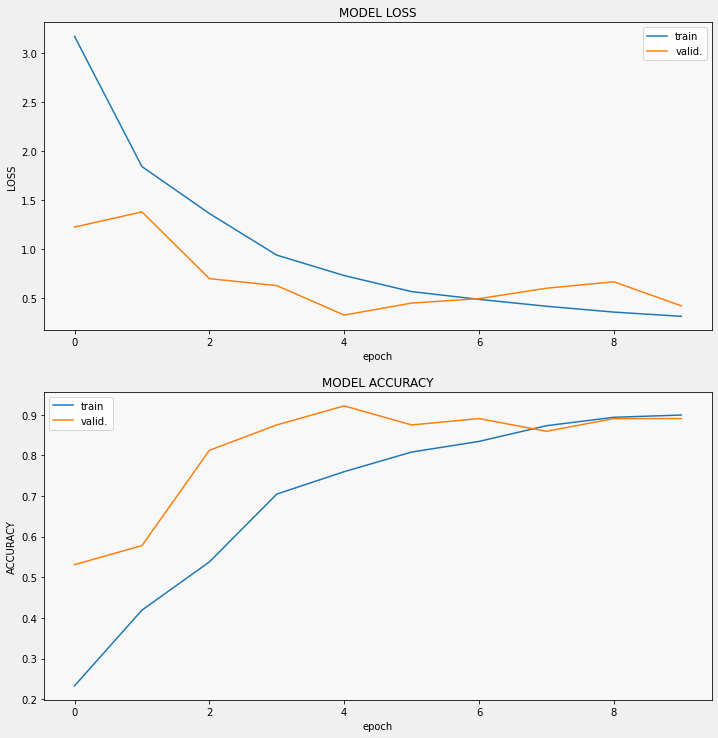 MODEL LOSS
3.0
2.5
2.0
1.5
1.0
0.5
LOSS
train
valid.
0 2 4 6 8
epoch
MODEL ACCURACY
0.9
0.8
0.7
0.6
0.5
0.4
0.3
0.2
ACCURACY
train
valid.
0 2 4 6 8
epoch